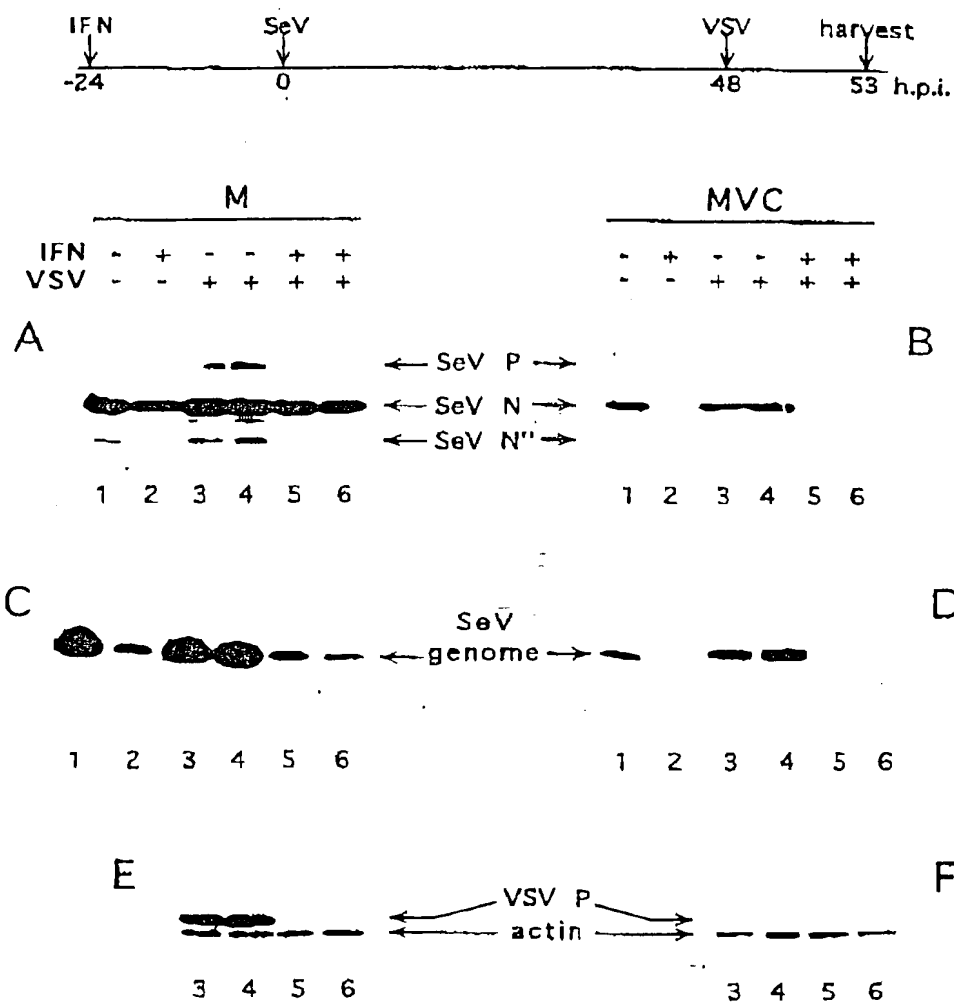 IFN SeV VSV harvest
-24 0 48 53 h.p.i.
M MVC
IFN - + - - + + - + - - + +
VSV - - + + + + - - + + + +
A B
SeV P
SeV N
SeV N"
1 2 3 4 5 6 1 2 3 4 5 6
C D
SeV
genome
1 2 3 4 5 6 1 2 3 4 5 6
E F
VSV P
actin
3 4 5 6 3 4 5 6